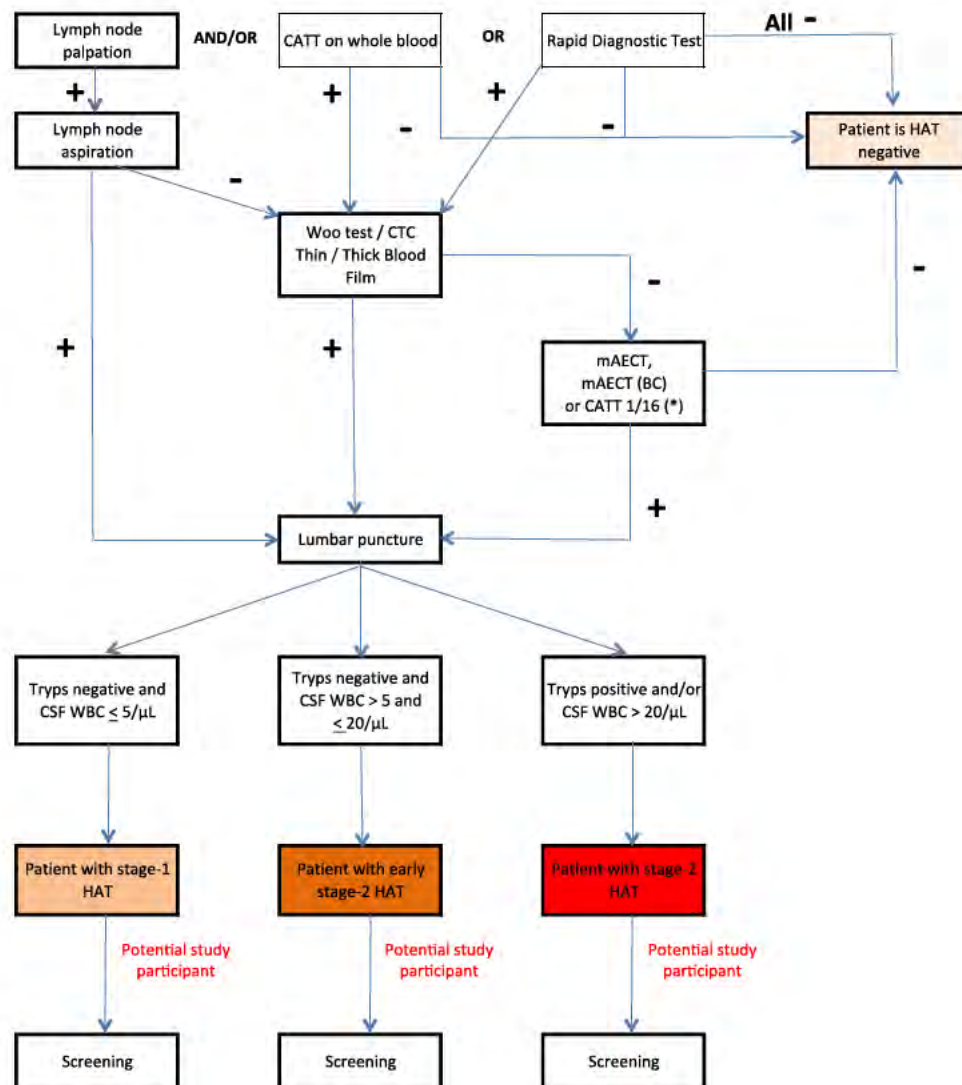 Lymph node
palpation
AND/OR
CATT on whole blood
OR
Rapid Diagnostic Test
All -
+
+
+
-
-
Lymph node
aspiration
Patient is HAT
negative
-
Woo test / CTC
Thin / Thick Blood
Film
-
-
+
+
mAECT,
mAECT (BC)
or CATT 1/16 (*)
+
Lumbar puncture
Tryps negative and
CSF WBC ≤ 5/µL
Tryps negative and
CSF WBC > 5 and
≤ 20/µL
Tryps positive and/or
CSF WBC > 20/µL
Patient with stage-1
HAT
Patient with early
stage-2 HAT
Patient with stage-2
HAT
Potential study
participant
Potential study
participant
Potential study
participant
Screening
Screening
Screening